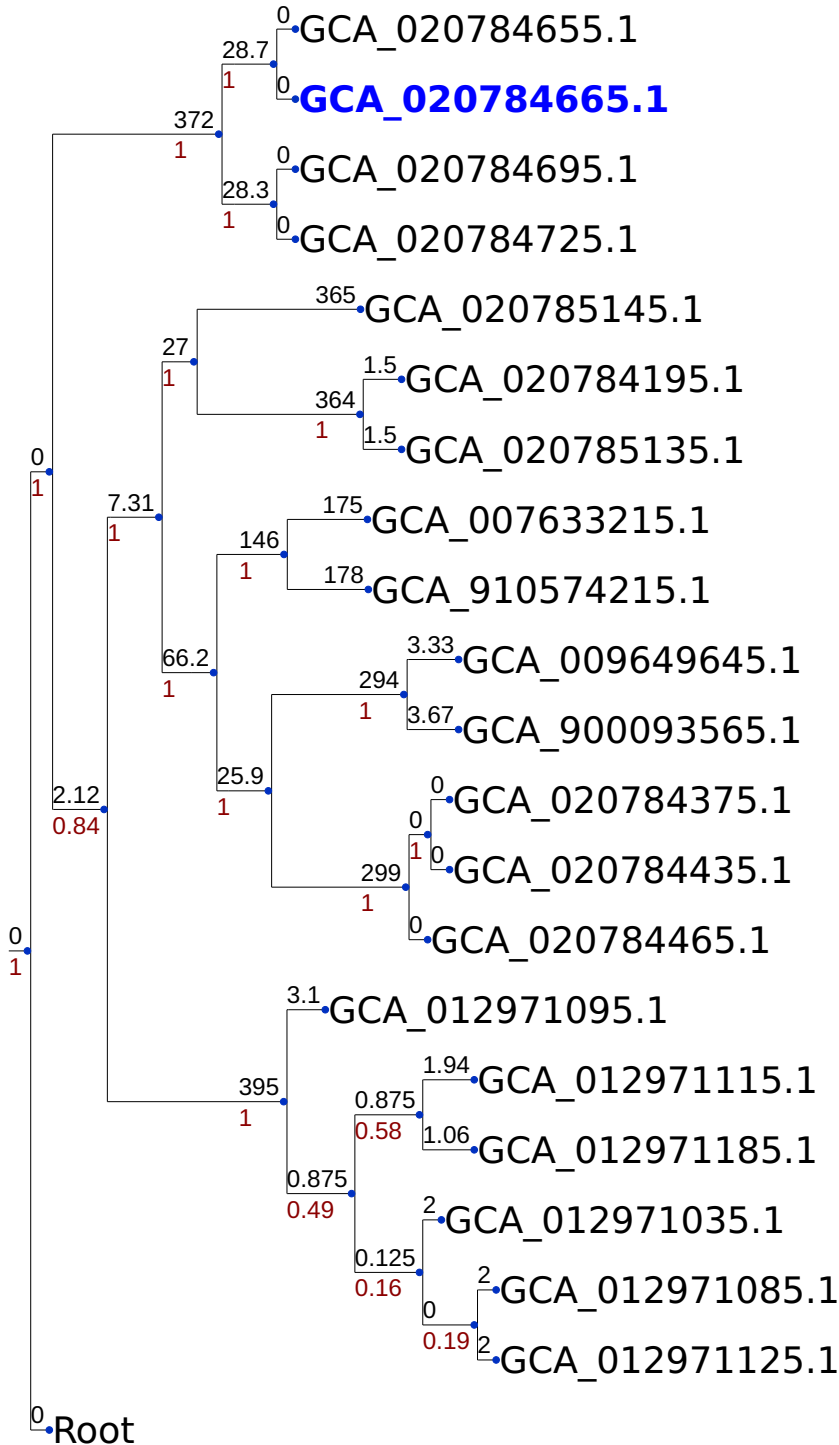 0
GCA_020784655.1
28.7
1
0
GCA_020784665.1
372
1
0
GCA_020784695.1
28.3
1
0
GCA_020784725.1
365
GCA_020785145.1
27
1
1.5
GCA_020784195.1
364
1
1.5
GCA_020785135.1
0
1
7.31
1
175
GCA_007633215.1
146
1
178
GCA_910574215.1
66.2
1
3.33
GCA_009649645.1
294
1
3.67
GCA_900093565.1
25.9
1
0
GCA_020784375.1
0
1
0
GCA_020784435.1
299
1
0
GCA_020784465.1
2.12
0.84
0
1
3.1
GCA_012971095.1
395
1
1.94
GCA_012971115.1
0.875
0.58
1.06
GCA_012971185.1
0.875
0.49
2
GCA_012971035.1
0.125
0.16
2
GCA_012971085.1
0
0.19
2
GCA_012971125.1
0
Root